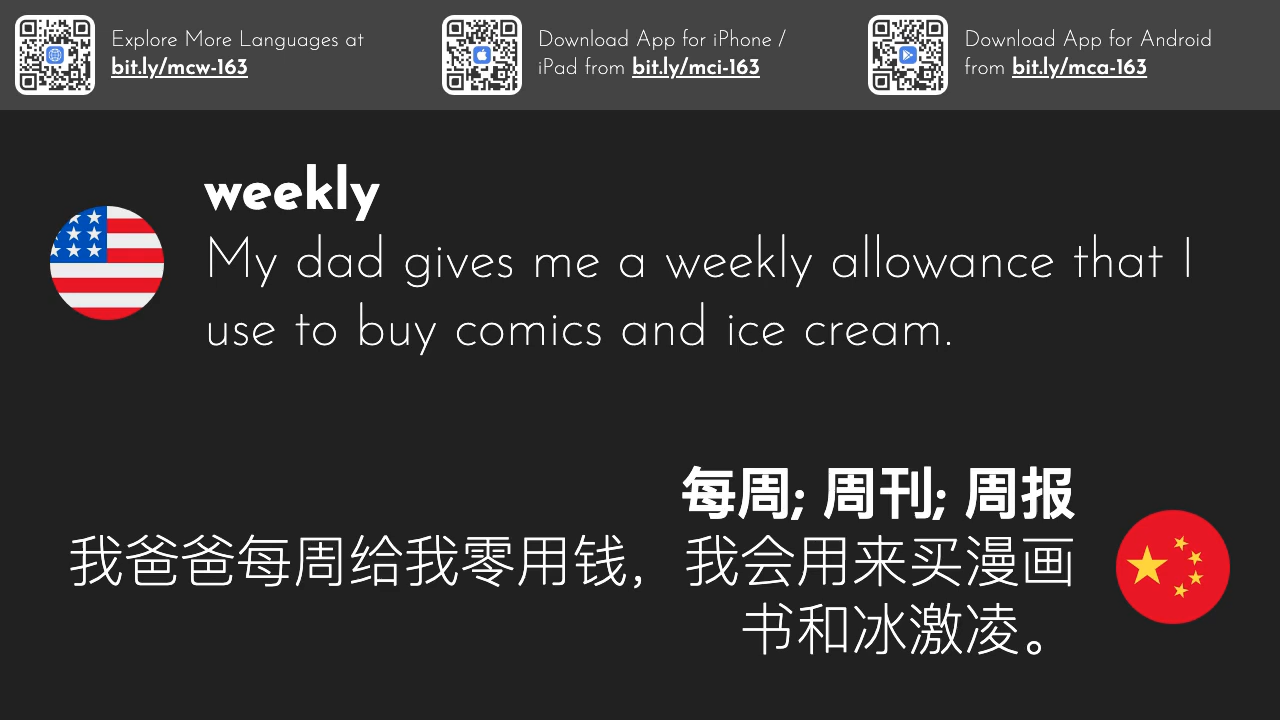 Explore More Languages at
bit.ly/mcw-163
Download App for iPhone /
iPad from bit.ly/mci-163
Download App for Android
from bit.ly/mca-163
weekly
My dad gives me a weekly allowance that I
use to buy comics and ice cream.
每周; 周刊; 周报
我爸爸每周给我零用钱，我会用来买漫画
书和冰激凌。